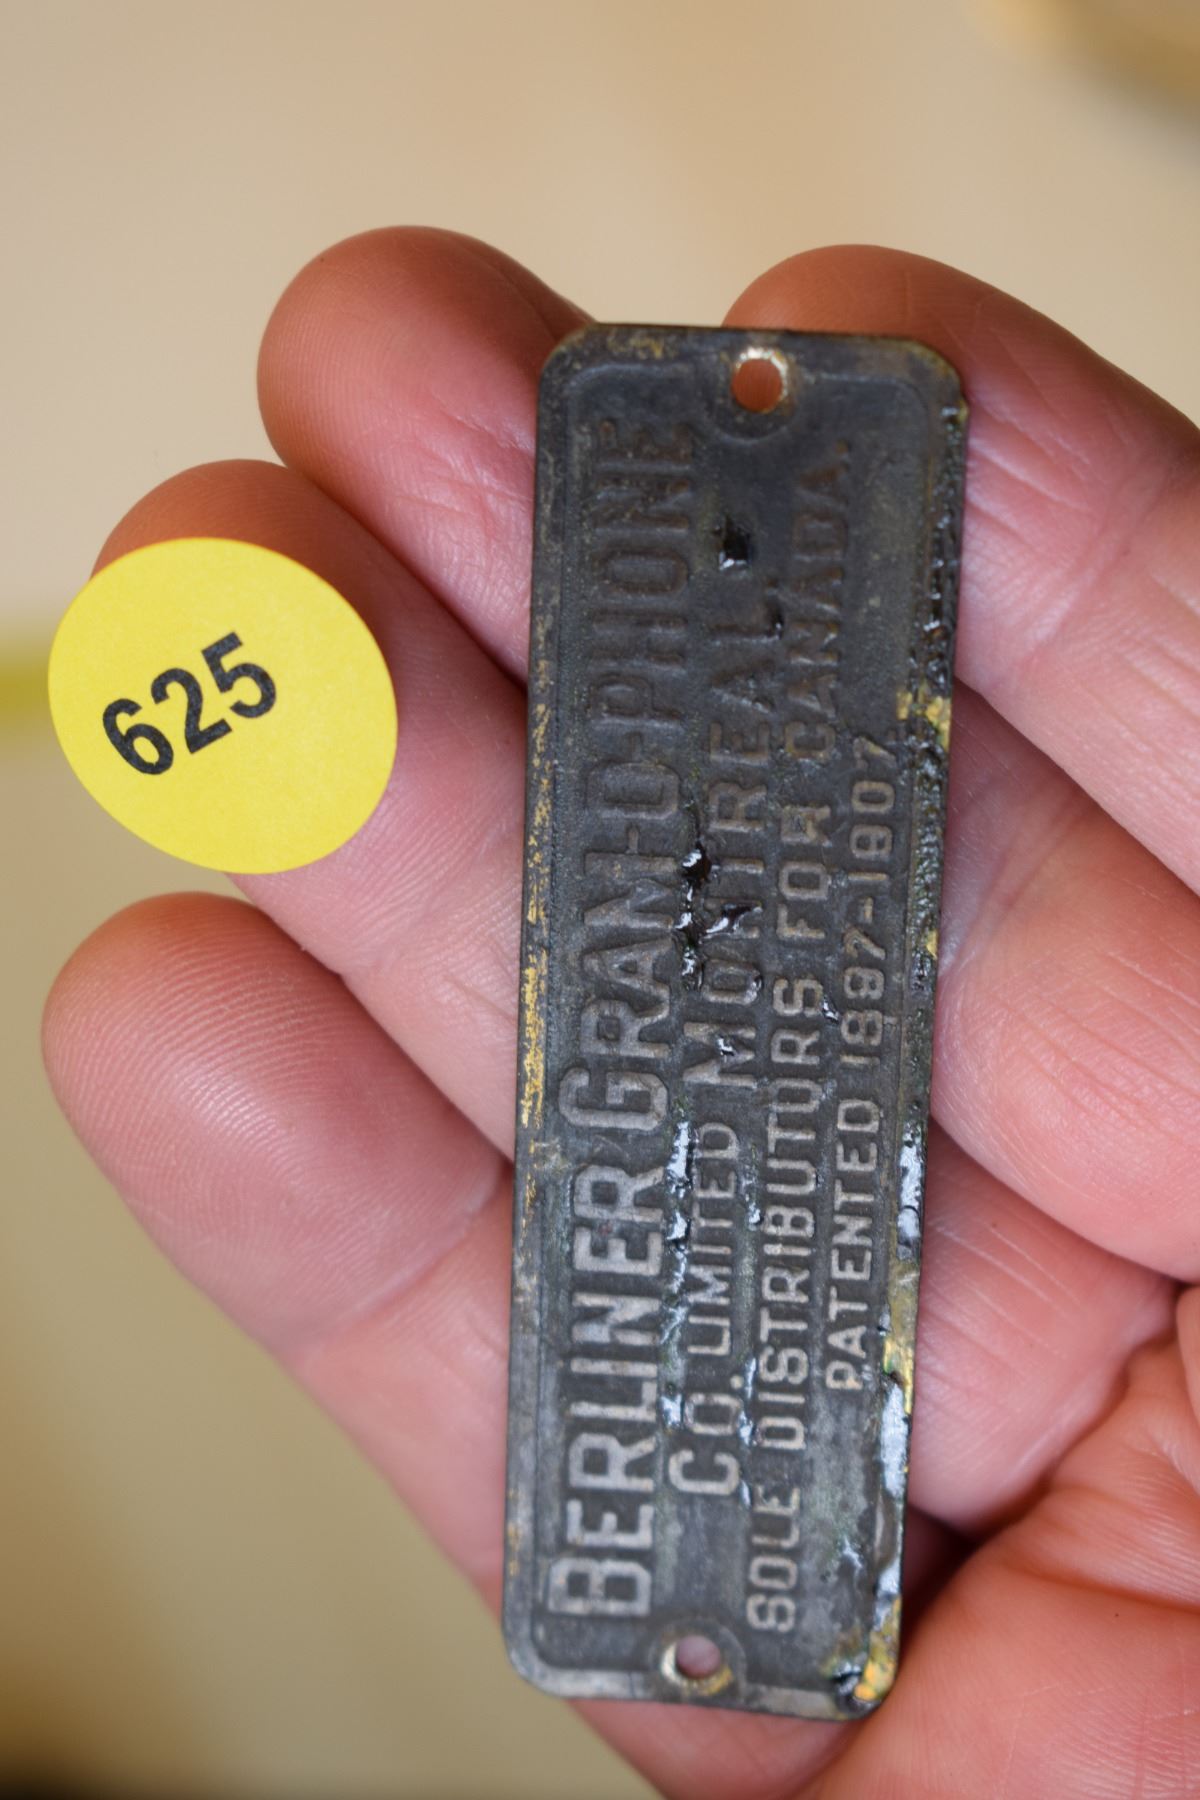 625
BERLINER GRAM-O-PHONE
CO. LIMITED MONTREAL.
SOLE DISTRIBUTORS FOR CANADA.
PATENTED 1897-1907